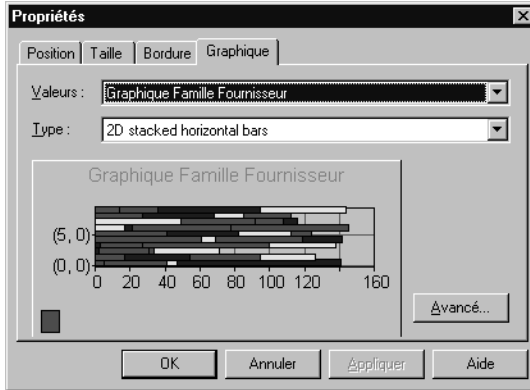 Propriétés
Position Taille Bordure Graphique
Valeurs : Graphique Famille Fournisseur
Type : 2D stacked horizontal bars
Graphique Famille Fournisseur
(5, 0)
(0, 0)
0 20 40 60 80 100 120 160
Avancé...
OK Annuler Appliquer Aide